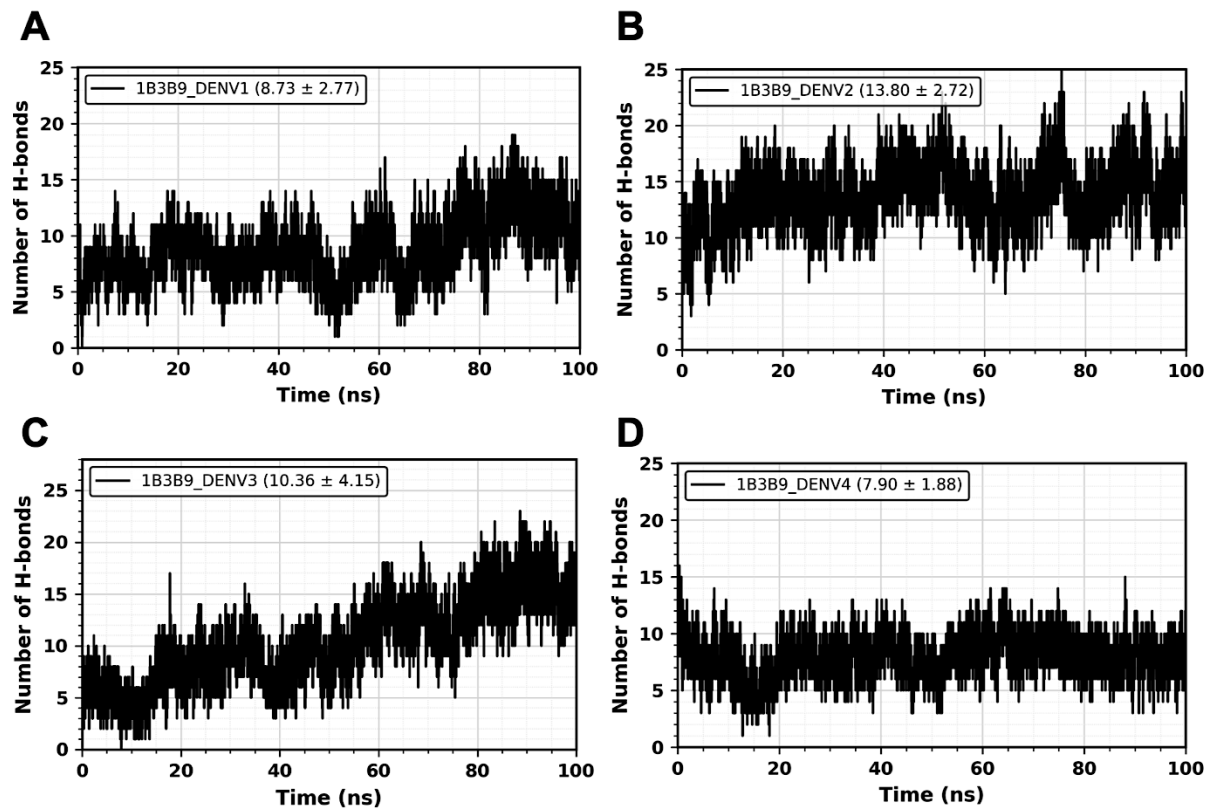 A
1B3B9_DENV1 (8.73 ± 2.77)
Number of H-bonds
25
20
15
10
5
0
0 20 40 60 80 100
Time (ns)
B
1B3B9_DENV2 (13.80 ± 2.72)
Number of H-bonds
25
20
15
10
5
0
0 20 40 60 80 100
Time (ns)
C
1B3B9_DENV3 (10.36 ± 4.15)
Number of H-bonds
25
20
15
10
5
0
0 20 40 60 80 100
Time (ns)
D
1B3B9_DENV4 (7.90 ± 1.88)
Number of H-bonds
25
20
15
10
5
0
0 20 40 60 80 100
Time (ns)